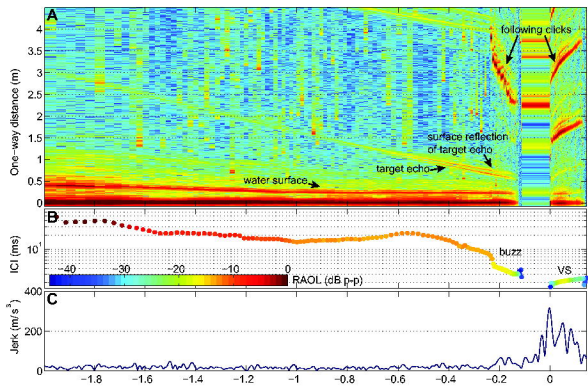 A
4
3.5
3
2.5
2
1.5
1
0.5
0
One-way distance (m)
following clicks
surface reflection
of target echo
target echo
water surface
B
ICI (ms)
10¹
buzz
VS
-40 -30 -20 -10 0 RAOL (dB p-p)
C
Jerk (m/s³)
400
200
0
-1.8 -1.6 -1.4 -1.2 -1 -0.8 -0.6 -0.4 -0.2 0